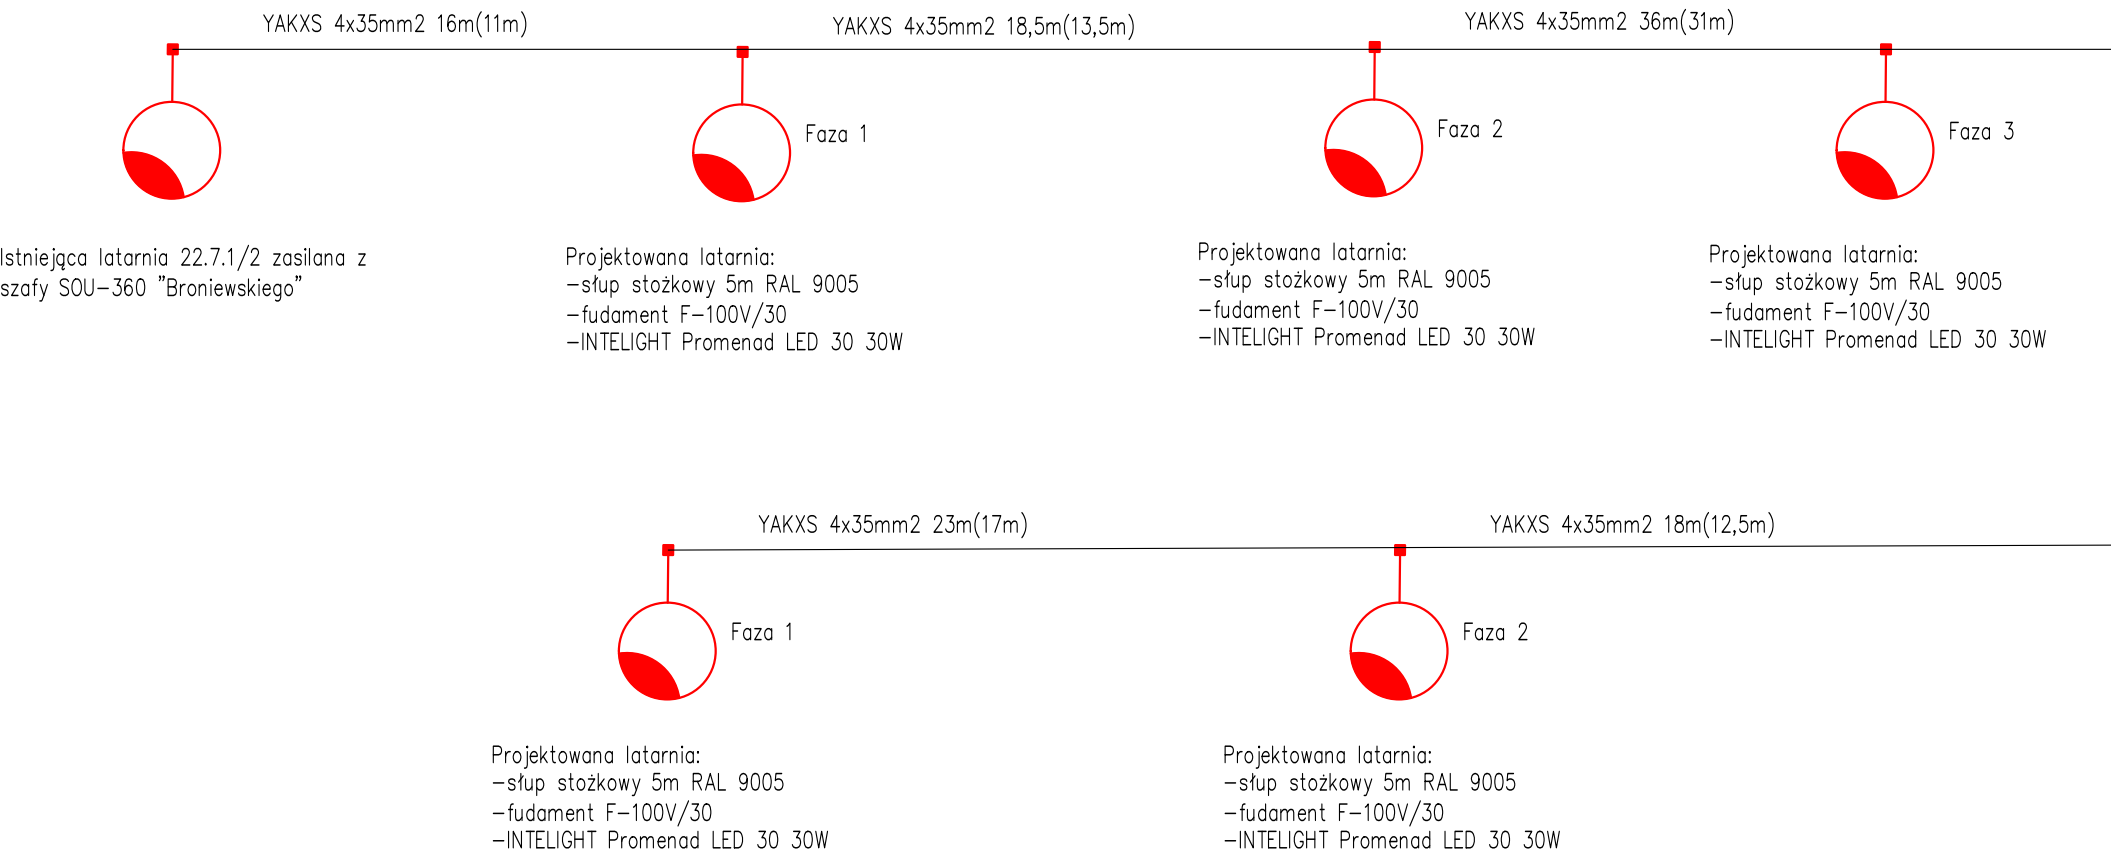 YAKXS 4x35mm2 16m(11m)
YAKXS 4x35mm2 18,5m(13,5m)
YAKXS 4x35mm2 36m(31m)
Faza 1
Faza 2
Faza 3
Istniejąca latarnia 22.7.1/2 zasilana z
szafy SOU-360 "Broniewskiego"
Projektowana latarnia:
-słup stożkowy 5m RAL 9005
-fudament F-100V/30
-INTELIGHT Promenad LED 30 30W
Projektowana latarnia:
-słup stożkowy 5m RAL 9005
-fudament F-100V/30
-INTELIGHT Promenad LED 30 30W
Projektowana latarnia:
-słup stożkowy 5m RAL 9005
-fudament F-100V/30
-INTELIGHT Promenad LED 30 30W
YAKXS 4x35mm2 23m(17m)
YAKXS 4x35mm2 18m(12,5m)
Faza 1
Faza 2
Projektowana latarnia:
-słup stożkowy 5m RAL 9005
-fudament F-100V/30
-INTELIGHT Promenad LED 30 30W
Projektowana latarnia:
-słup stożkowy 5m RAL 9005
-fudament F-100V/30
-INTELIGHT Promenad LED 30 30W